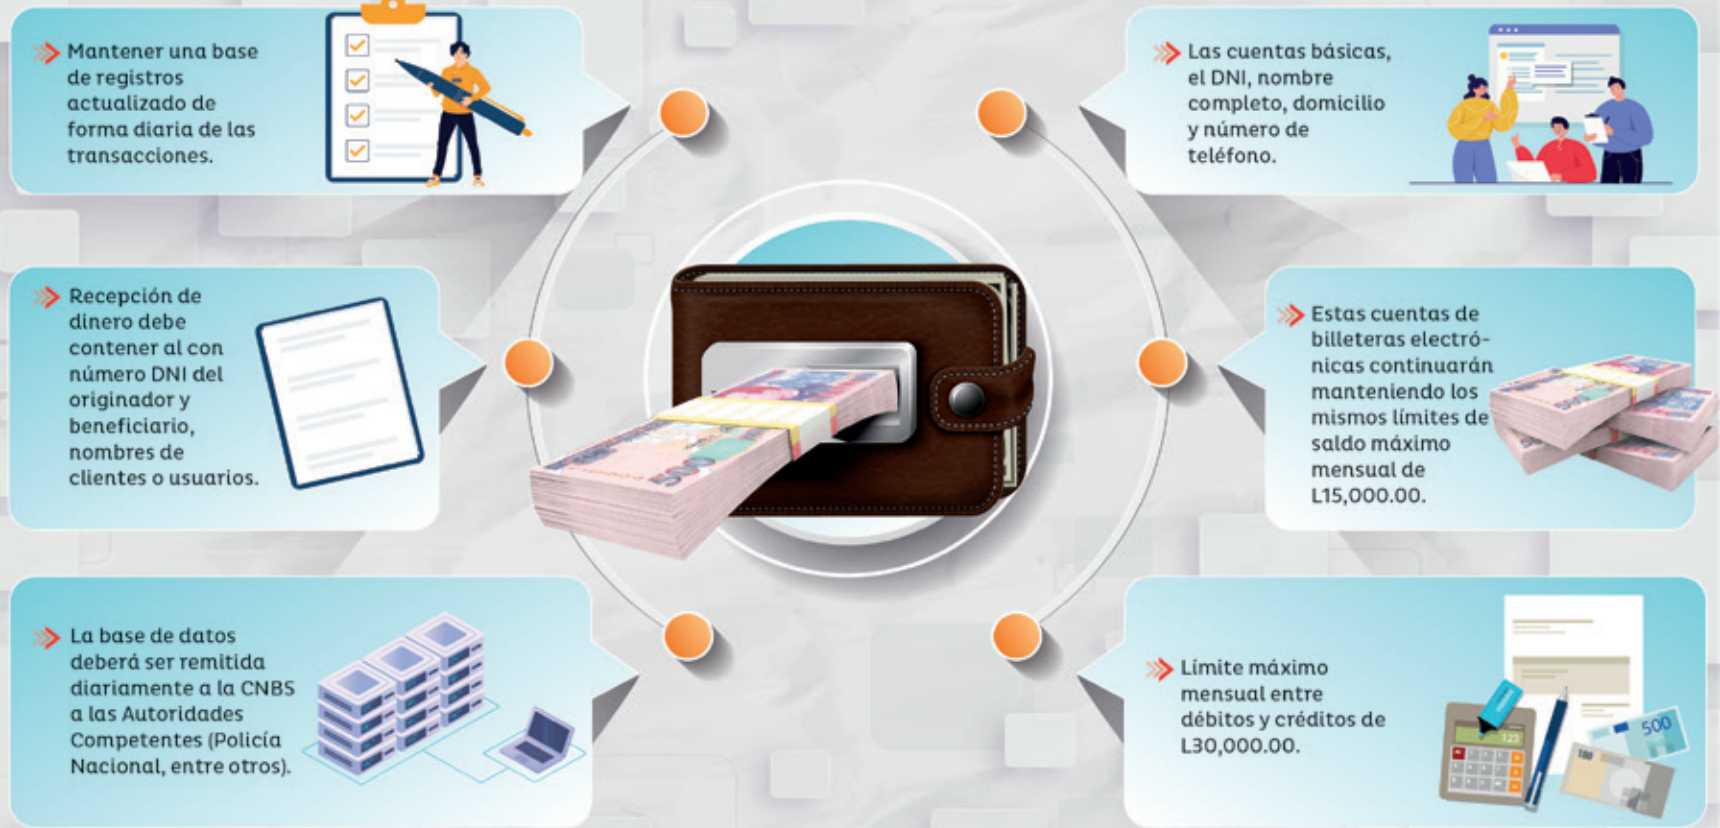 Mantener una base
de registros
actualizado de
forma diaria de las
transacciones.
Recepción de
dinero debe
contener al con
número DNI del
originador y
beneficiario,
nombres de
clientes o usuarios.
La base de datos
deberá ser remitida
diariamente a la CNBS
a las Autoridades
Competentes (Policía
Nacional, entre otros).
Las cuentas básicas,
el DNI, nombre
completo, domicilio
y número de
teléfono.
Estas cuentas de
billeteras electró-
nicas continuarán
manteniendo los
mismos límites de
saldo máximo
mensual de
L15,000.00.
Límite máximo
mensual entre
débitos y créditos de
L30,000.00.
123
500
100
500